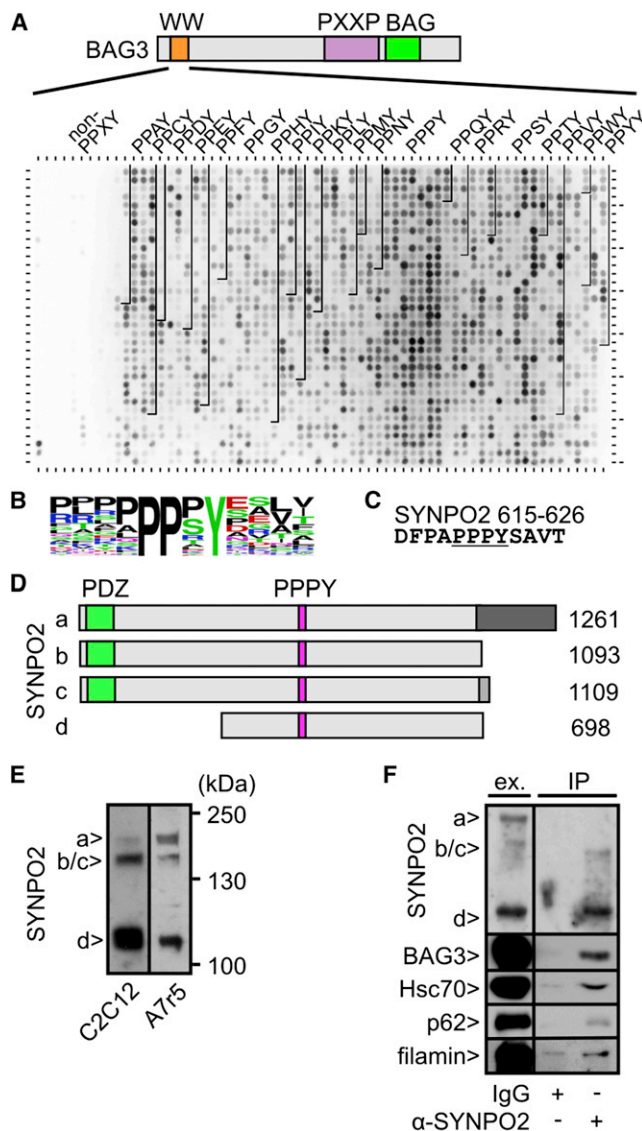 A
WW
PXXP
BAG
BAG3
non-
PPXY
PPAY
PPCY
PPDY
PPEY
PPFY
PPGY
PPHY
PPIY
PPKY
PPLY
PPMY
PPNY
PPPY
PPQY
PPRY
PPSY
PPTY
PPVY
PPWY
PPYY
B
C
SYNPO2 615-626
DFPAPPPYSAVT
D
PDZ
PPPY
SYNPO2
a
1261
b
1093
c
1109
d
698
E
(kDa)
SYNPO2
a>
b/c>
d>
250
130
100
C2C12
A7r5
F
ex.
IP
SYNPO2
a>
b/c>
d>
BAG3>
Hsc70>
p62>
filamin>
IgG + -
α-SYNPO2 - +